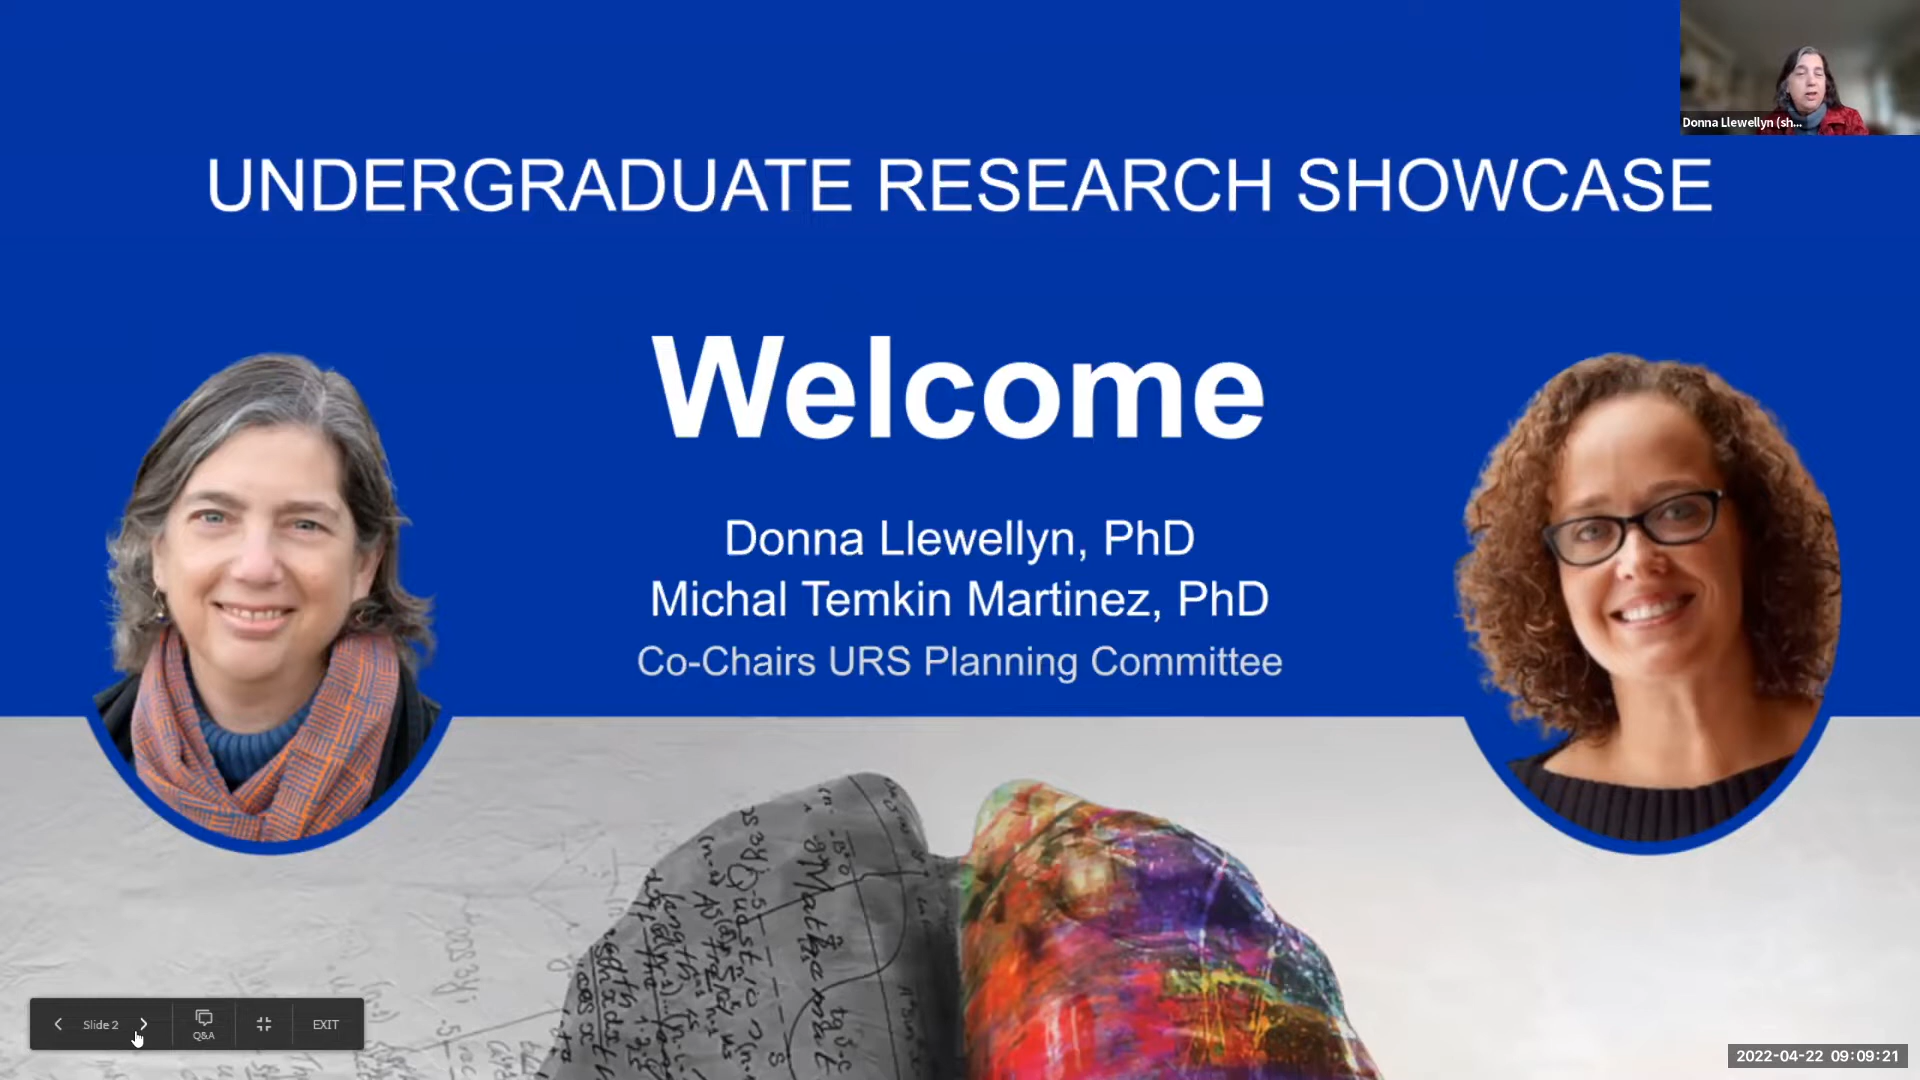 Donna Llewellyn (sh...
UNDERGRADUATE RESEARCH SHOWCASE
Welcome
Donna Llewellyn, PhD
Michal Temkin Martinez, PhD
Co-Chairs URS Planning Committee
Slide 2
Q&A
EXIT
2022-04-22 09:09:21